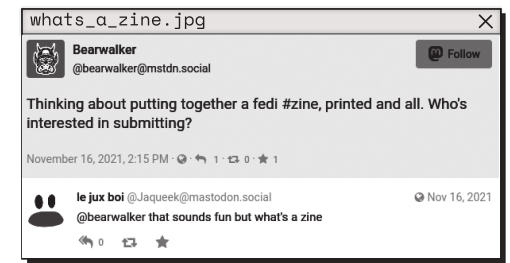 whats_a_zine.jpg
Bearwalker
@bearwalker@mstdn.social
Follow
Thinking about putting together a fedi #zine, printed and all. Who's
interested in submitting?
November 16, 2021, 2:15 PM · 1 · 0 · 1
le jux boi @Jaqueek@mastodon.social
Nov 16, 2021
@bearwalker that sounds fun but what's a zine
0